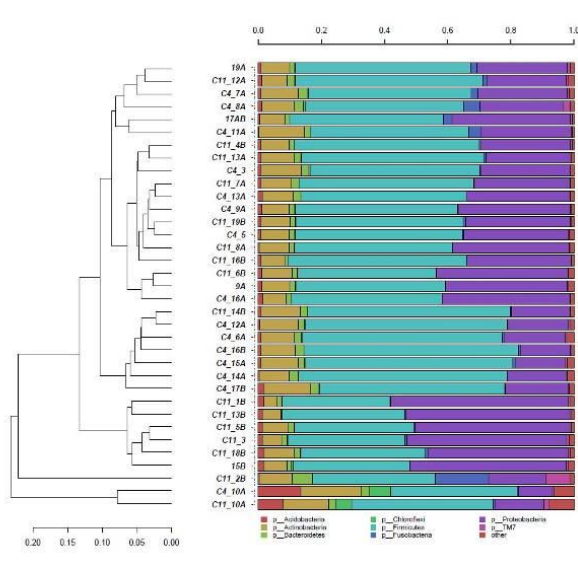 0.0 0.2 0.4 0.6 0.8 1.0
19A
C11_12A
C4_7A
C4_8A
17AB
C4_11A
C11_4B
C11_13A
C4_3
C11_7A
C4_13A
C4_9A
C11_19B
C4_5
C11_8A
C11_16B
C11_6B
9A
C4_16A
C11_14B
C4_12A
C4_6A
C4_16B
C4_15A
C4_14A
C4_17B
C11_1B
C11_13B
C11_5B
C11_3
C11_18B
15B
C11_2B
C4_10A
C11_10A
0.20 0.15 0.10 0.05 0.00
p__Acidobacteria p__Chloroflexi p__Proteobacteria
p__Actinobacteria p__Firmicutes p__TM7
p__Bacteroidetes p__Fusobacteria other